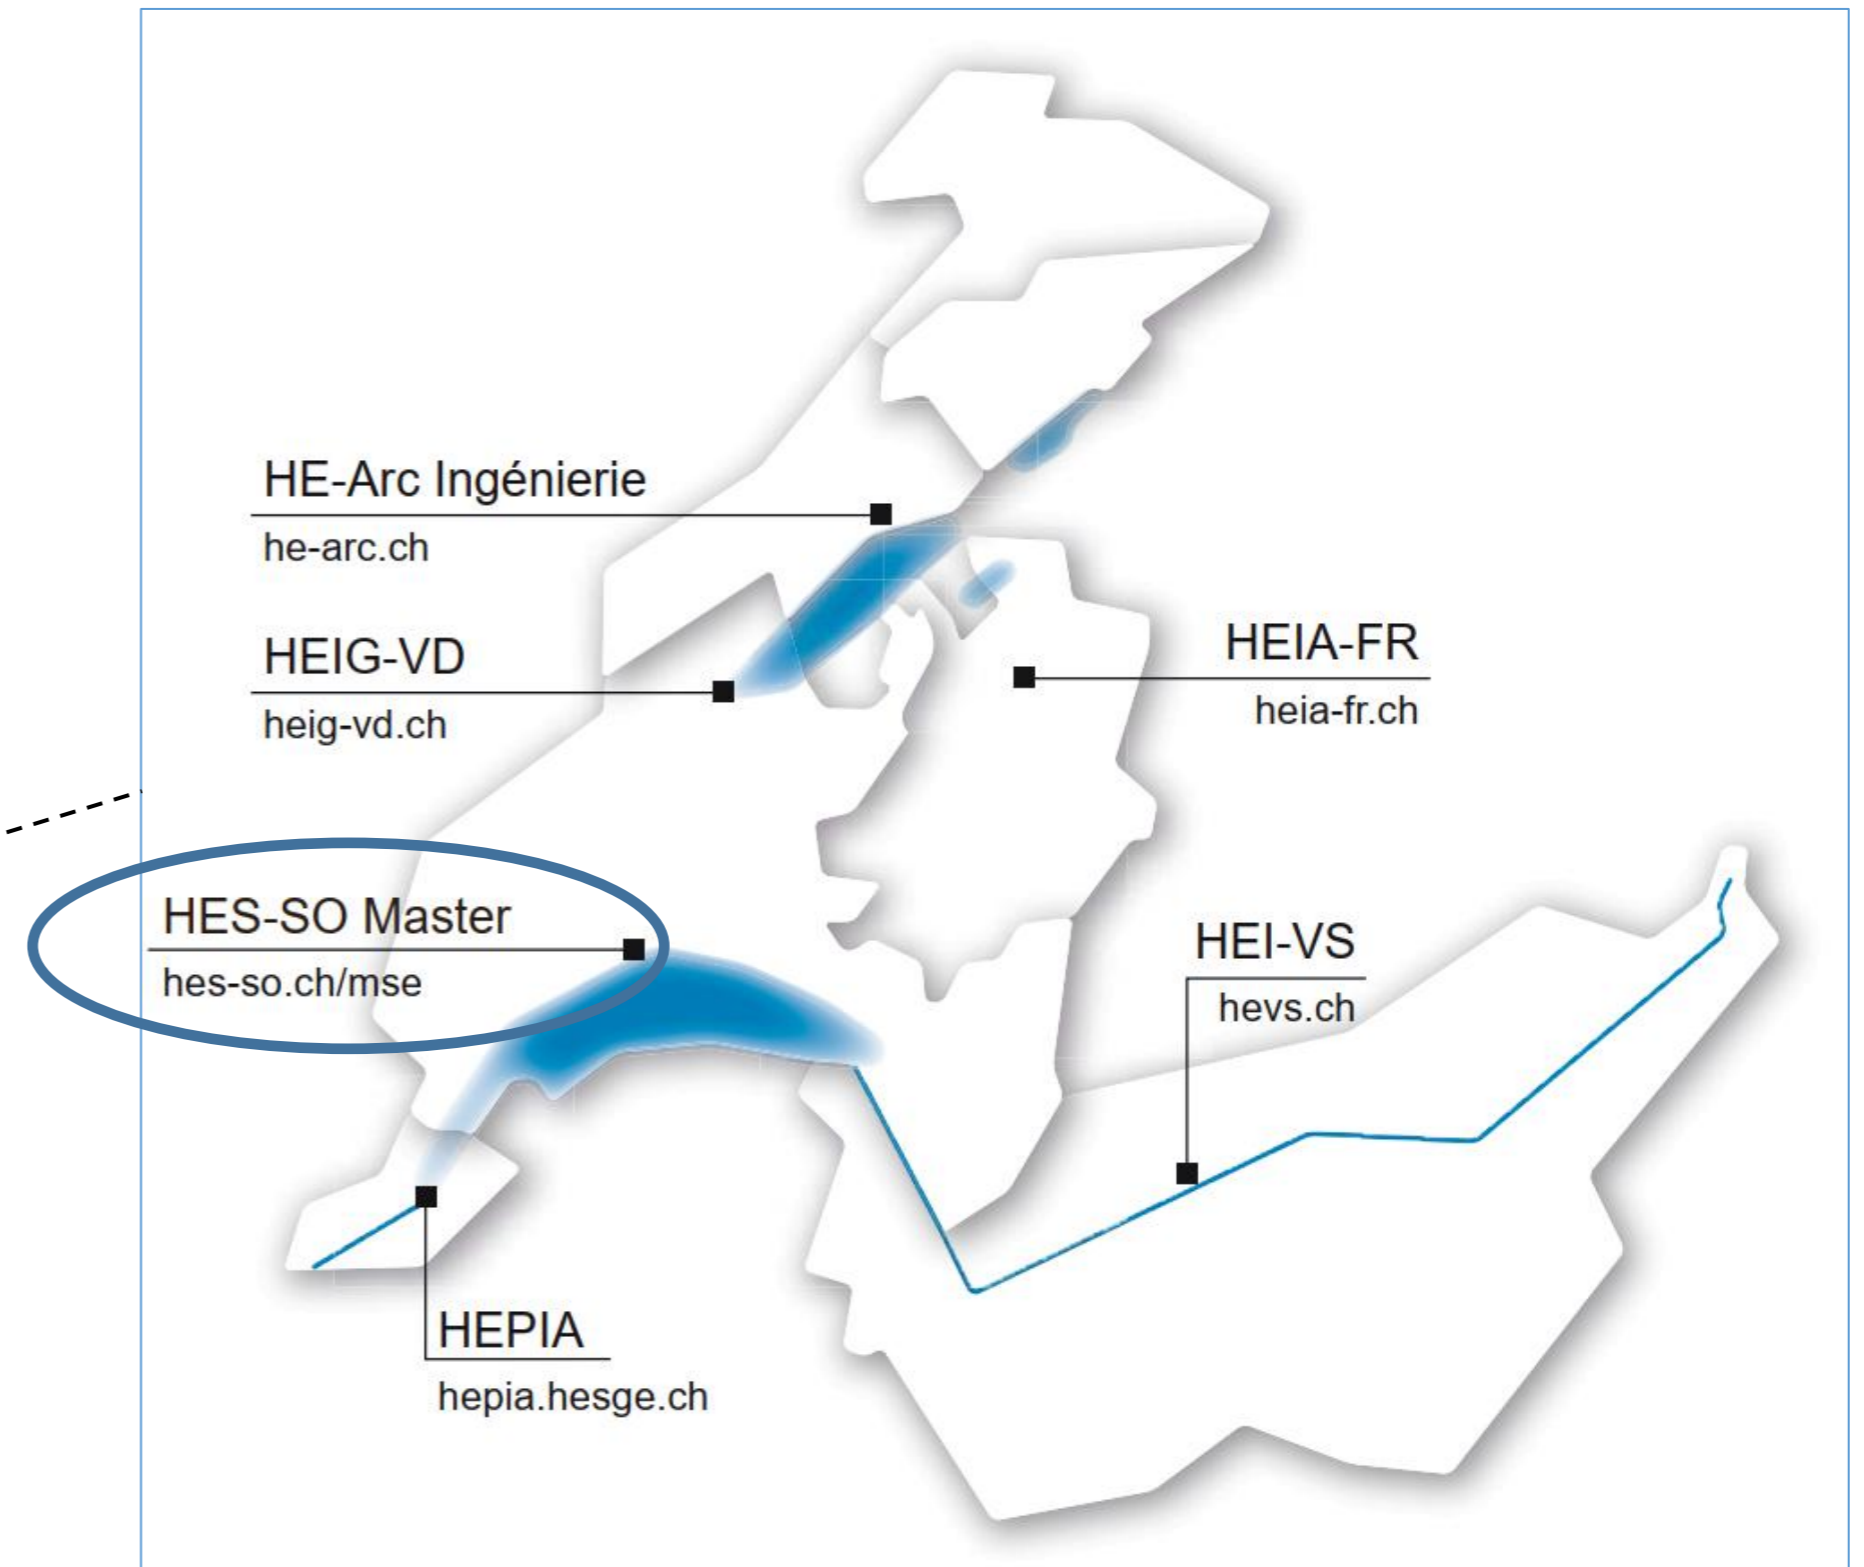 HE-Arc Ingénierie
he-arc.ch
HEIG-VD
heig-vd.ch
HEIA-FR
heia-fr.ch
HES-SO Master
hes-so.ch/mse
HEI-VS
hevs.ch
HEPIA
hepia.hesge.ch